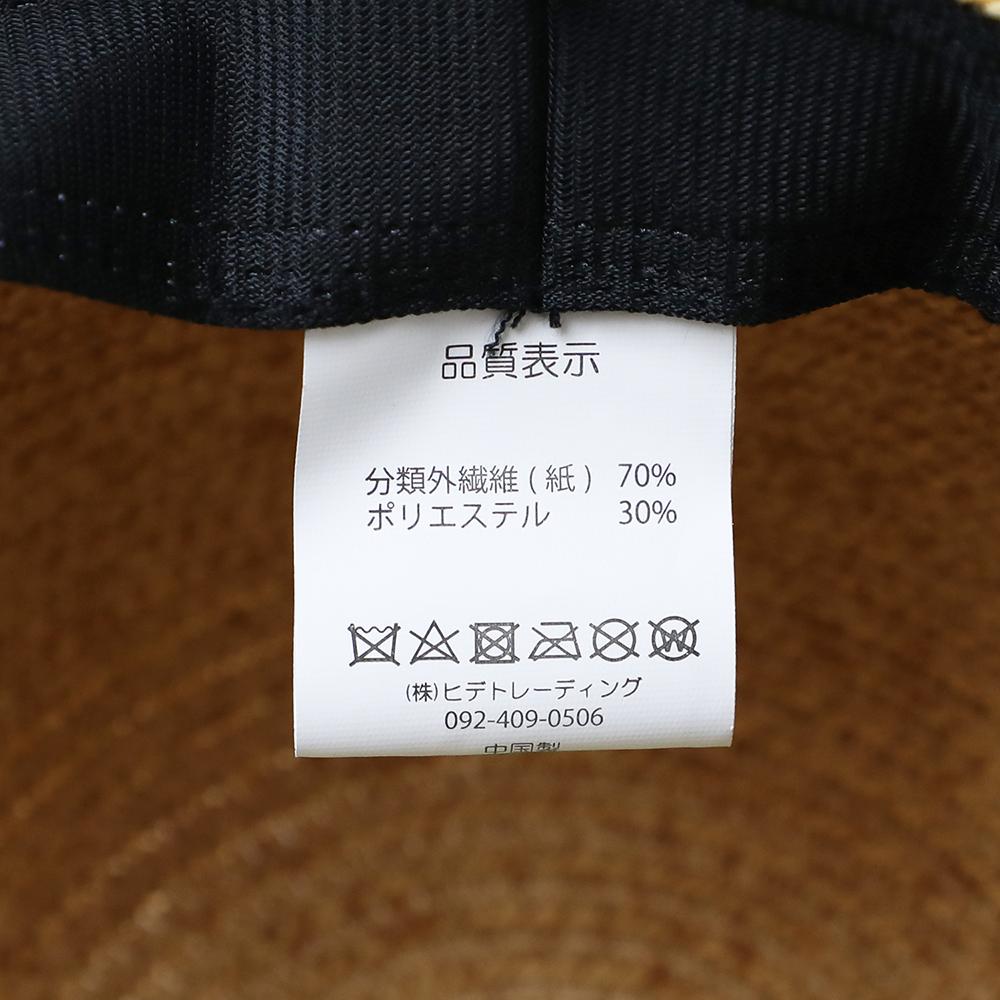 品質表示
分類外繊維(紙) 70%
ポリエステル 30%
(株)ヒデトレーディング
092-409-0506
中国製